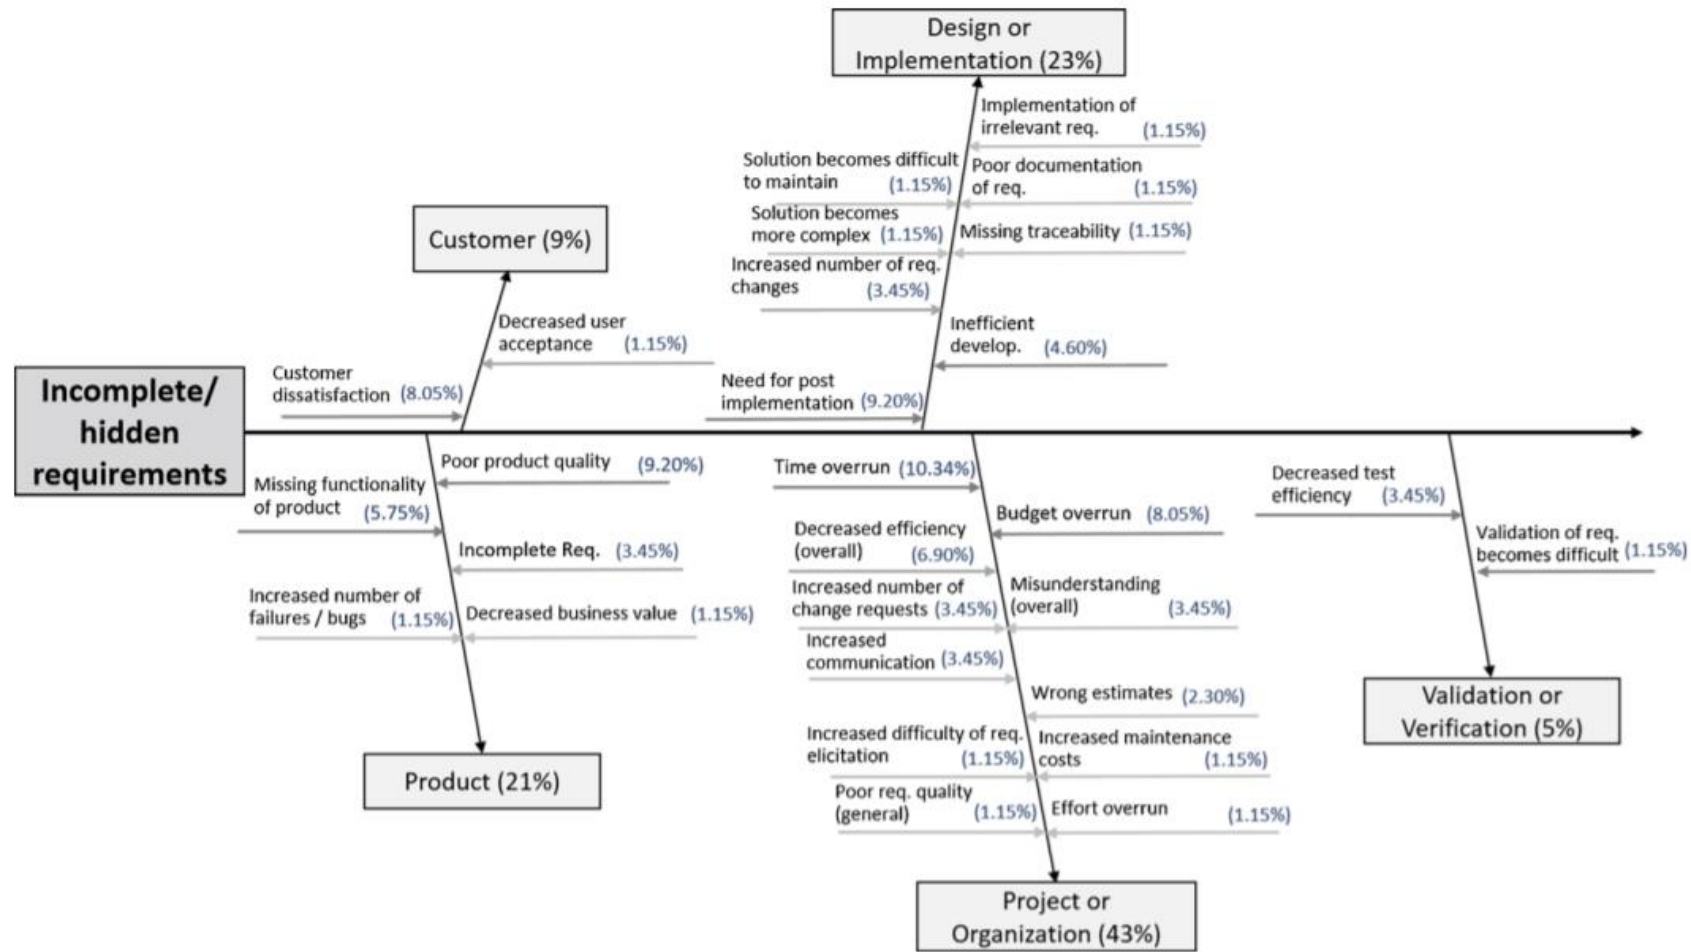 Design or
Implementation (23%)
Implementation of
irrelevant req. (1.15%)
Solution becomes difficult
to maintain (1.15%)
Poor documentation
of req. (1.15%)
Solution becomes
more complex (1.15%)
Missing traceability (1.15%)
Increased number of req.
changes (3.45%)
Inefficient
develop. (4.60%)
Need for post
implementation (9.20%)
Customer (9%)
Decreased user
acceptance (1.15%)
Customer
dissatisfaction (8.05%)
Incomplete/
hidden
requirements
Poor product quality (9.20%)
Missing functionality
of product (5.75%)
Incomplete Req. (3.45%)
Increased number of
failures / bugs (1.15%)
Decreased business value (1.15%)
Product (21%)
Time overrun (10.34%)
Budget overrun (8.05%)
Decreased efficiency
(overall) (6.90%)
Increased number of
change requests (3.45%)
Misunderstanding
(overall) (3.45%)
Increased
communication (3.45%)
Wrong estimates (2.30%)
Increased difficulty of req.
elicitation (1.15%)
Increased maintenance
costs (1.15%)
Poor req. quality
(general) (1.15%)
Effort overrun (1.15%)
Project or
Organization (43%)
Decreased test
efficiency (3.45%)
Validation of req.
becomes difficult (1.15%)
Validation or
Verification (5%)